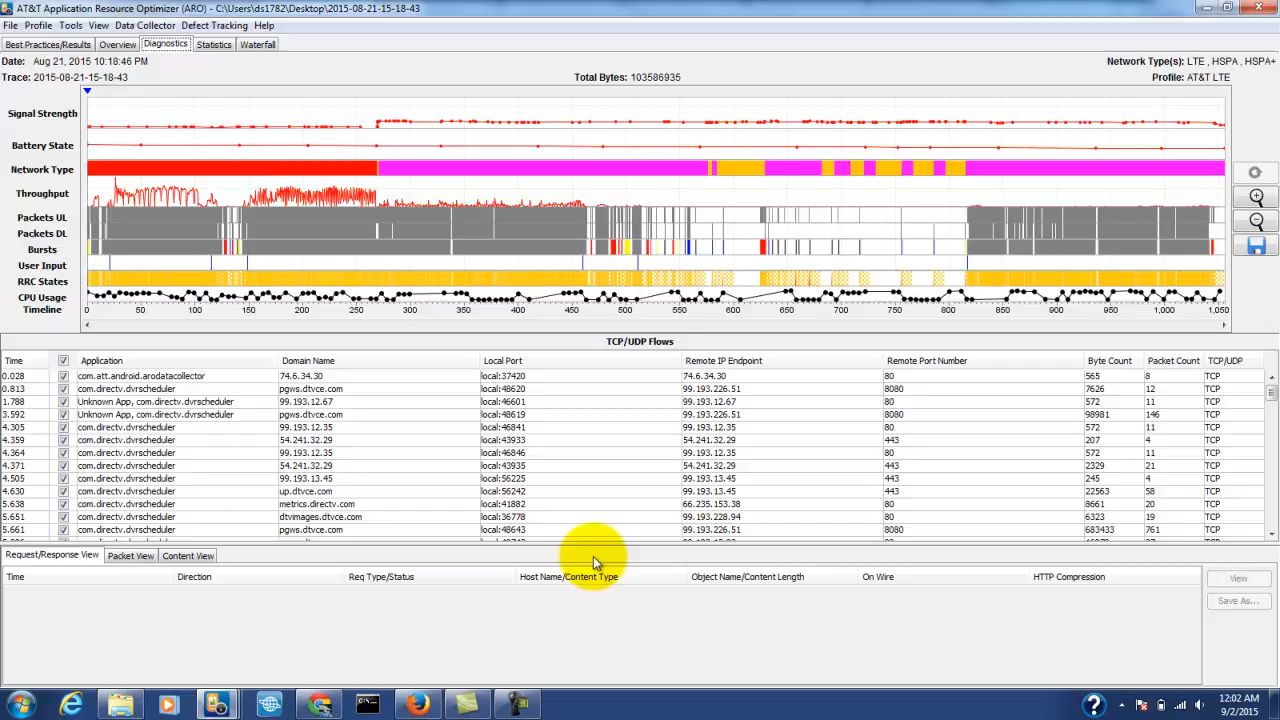 AT&T Application Resource Optimizer (ARO) - C:\Users\ds1782\Desktop\2015-08-21-15-18-43
File Profile Tools View Data Collector Defect Tracking Help
Best Practices/Results Overview Diagnostics Statistics Waterfall
Date: Aug 21, 2015 10:18:46 PM Network Type(s): LTE , HSPA , HSPA+
Trace: 2015-08-21-15-18-43 Total Bytes: 103586935 Profile: AT&T LTE
Signal Strength
Battery State
Network Type
Throughput
Packets UL
Packets DL
Bursts
User Input
RRC States
CPU Usage
Timeline 0 50 100 150 200 250 300 350 400 450 500 550 600 650 700 750 800 850 900 950 1,000 1,050
TCP/UDP Flows
Time Application Domain Name Local Port Remote IP Endpoint Remote Port Number Byte Count Packet Count TCP/UDP
0.028 com.att.android.arodatacollector 74.6.34.30 local:37420 74.6.34.30 80 565 8 TCP
0.813 com.directv.dvrscheduler pgws.dtvce.com local:48620 99.193.226.51 8080 7626 12 TCP
1.788 Unknown App, com.directv.dvrscheduler 99.193.12.67 local:46601 99.193.12.67 80 572 11 TCP
3.592 Unknown App, com.directv.dvrscheduler pgws.dtvce.com local:48619 99.193.226.51 8080 98981 146 TCP
4.305 com.directv.dvrscheduler 99.193.12.35 local:46841 99.193.12.35 80 572 11 TCP
4.359 com.directv.dvrscheduler 54.241.32.29 local:43933 54.241.32.29 443 207 4 TCP
4.364 com.directv.dvrscheduler 99.193.12.35 local:46846 99.193.12.35 80 572 11 TCP
4.371 com.directv.dvrscheduler 54.241.32.29 local:43935 54.241.32.29 443 2329 21 TCP
4.505 com.directv.dvrscheduler 99.193.13.45 local:56225 99.193.13.45 443 245 4 TCP
4.630 com.directv.dvrscheduler up.dtvce.com local:56242 99.193.13.45 443 22563 58 TCP
5.638 com.directv.dvrscheduler metrics.directv.com local:41882 66.235.153.38 80 8661 20 TCP
5.651 com.directv.dvrscheduler dtvimages.dtvce.com local:36778 99.193.228.94 80 6323 19 TCP
5.661 com.directv.dvrscheduler pgws.dtvce.com local:48643 99.193.226.51 8080 683433 761 TCP
Request/Response View Packet View Content View
Time Direction Req Type/Status Host Name/Content Type Object Name/Content Length On Wire HTTP Compression View
Save As...
12:02 AM
9/2/2015